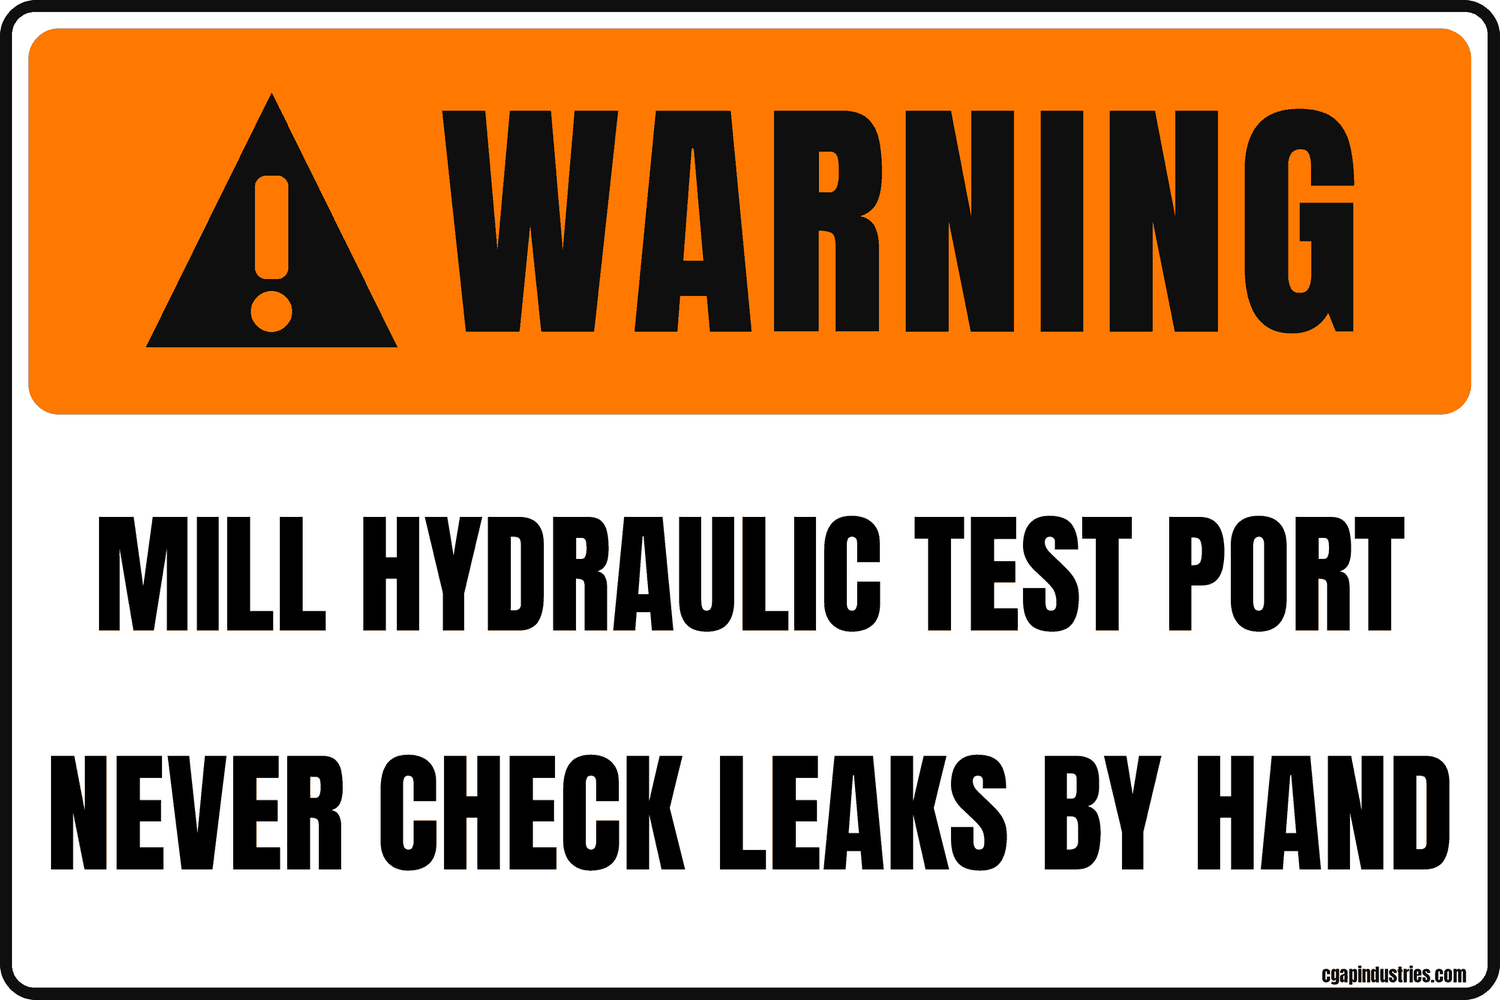 WARNING
MILL HYDRAULIC TEST PORT
NEVER CHECK LEAKS BY HAND
cgapindustries.com